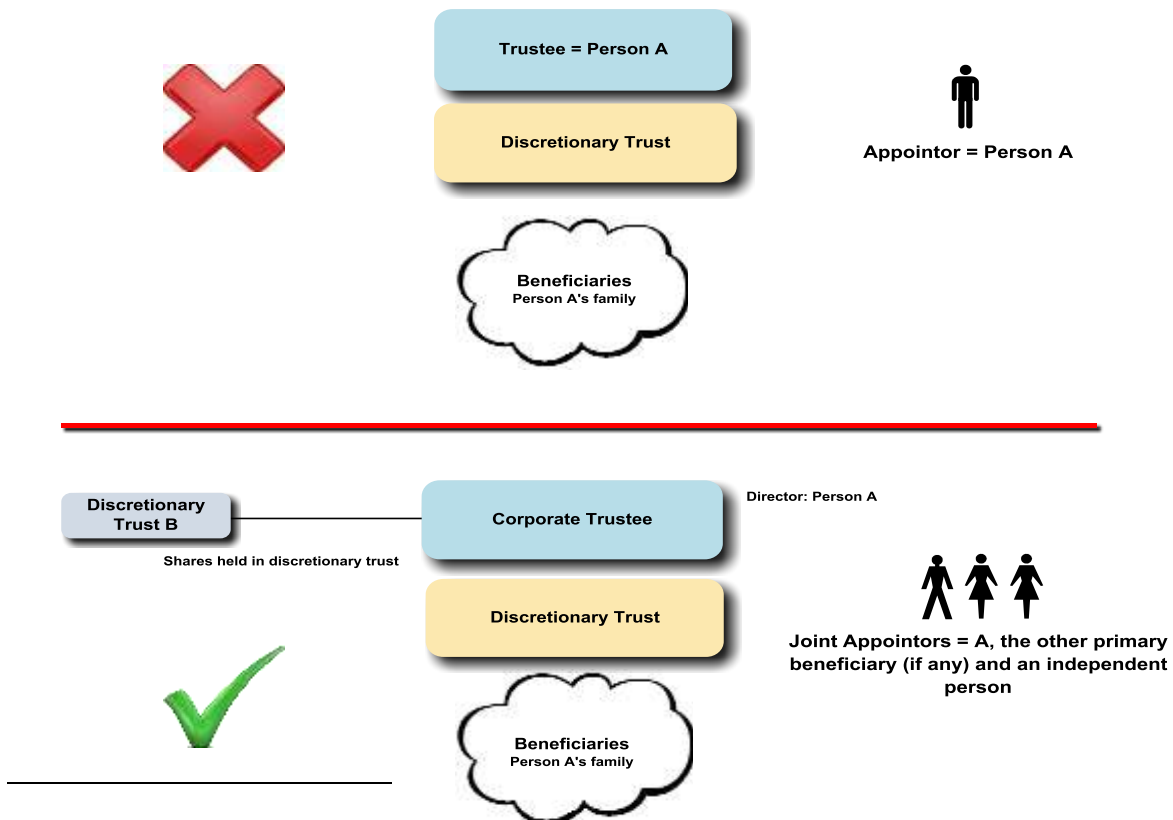 Trustee = Person A
Discretionary Trust
Appointor = Person A
Beneficiaries
Person A's family
Discretionary
Trust B
Corporate Trustee
Director: Person A
Shares held in discretionary trust
Discretionary Trust
Joint Appointors = A, the other primary
beneficiary (if any) and an independent
person
Beneficiaries
Person A's family